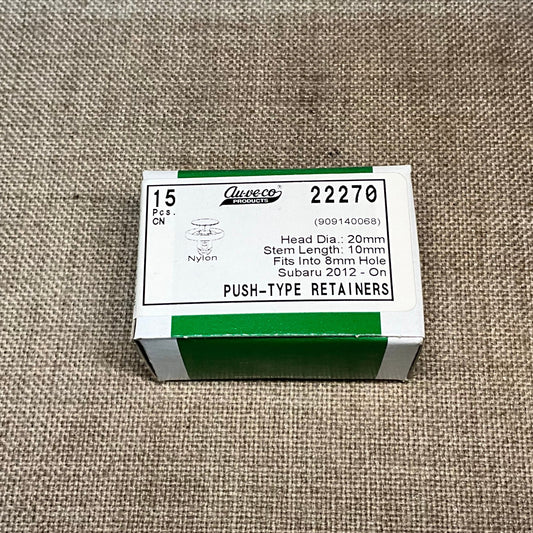 15
Pcs.
CN
Au-ve-co
PRODUCTS
22270
(909140068)
Nylon
Head Dia.: 20mm
Stem Length: 10mm
Fits Into 8mm Hole
Subaru 2012 - On
PUSH-TYPE RETAINERS